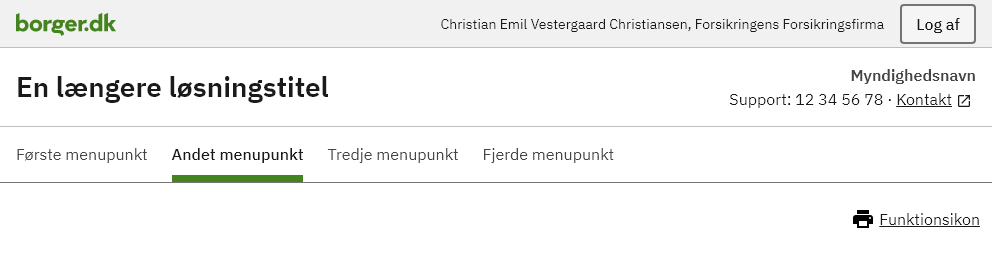 borger.dk
Christian Emil Vestergaard Christiansen, Forsikringens Forsikringsfirma
Log af
En længere løsningstitel
Myndighedsnavn
Support: 12 34 56 78 · Kontakt
Første menupunkt
Andet menupunkt
Tredje menupunkt
Fjerde menupunkt
Funktionsikon